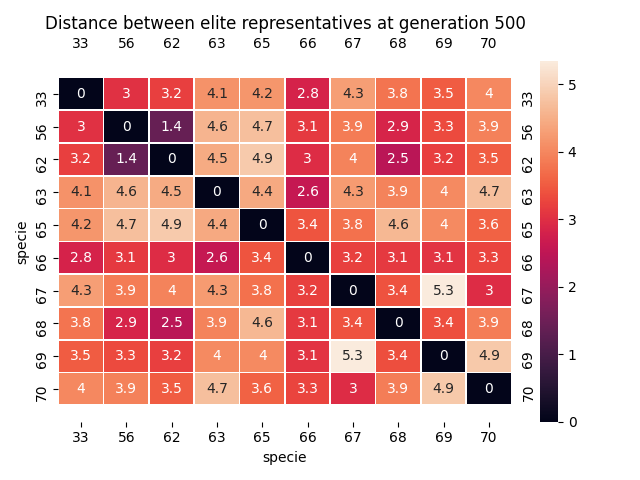 Distance between elite representatives at generation 500
33 56 62 63 65 66 67 68 69 70
33 0 3 3.2 4.1 4.2 2.8 4.3 3.8 3.5 4 33
56 3 0 1.4 4.6 4.7 3.1 3.9 2.9 3.3 3.9 56
62 3.2 1.4 0 4.5 4.9 3 4 2.5 3.2 3.5 62
63 4.1 4.6 4.5 0 4.4 2.6 4.3 3.9 4 4.7 63
65 4.2 4.7 4.9 4.4 0 3.4 3.8 4.6 4 3.6 65
66 2.8 3.1 3 2.6 3.4 0 3.2 3.1 3.1 3.3 66
67 4.3 3.9 4 4.3 3.8 3.2 0 3.4 5.3 3 67
68 3.8 2.9 2.5 3.9 4.6 3.1 3.4 0 3.4 3.9 68
69 3.5 3.3 3.2 4 4 3.1 5.3 3.4 0 4.9 69
70 4 3.9 3.5 4.7 3.6 3.3 3 3.9 4.9 0 70
33 56 62 63 65 66 67 68 69 70
specie
specie
5
4
3
2
1
0